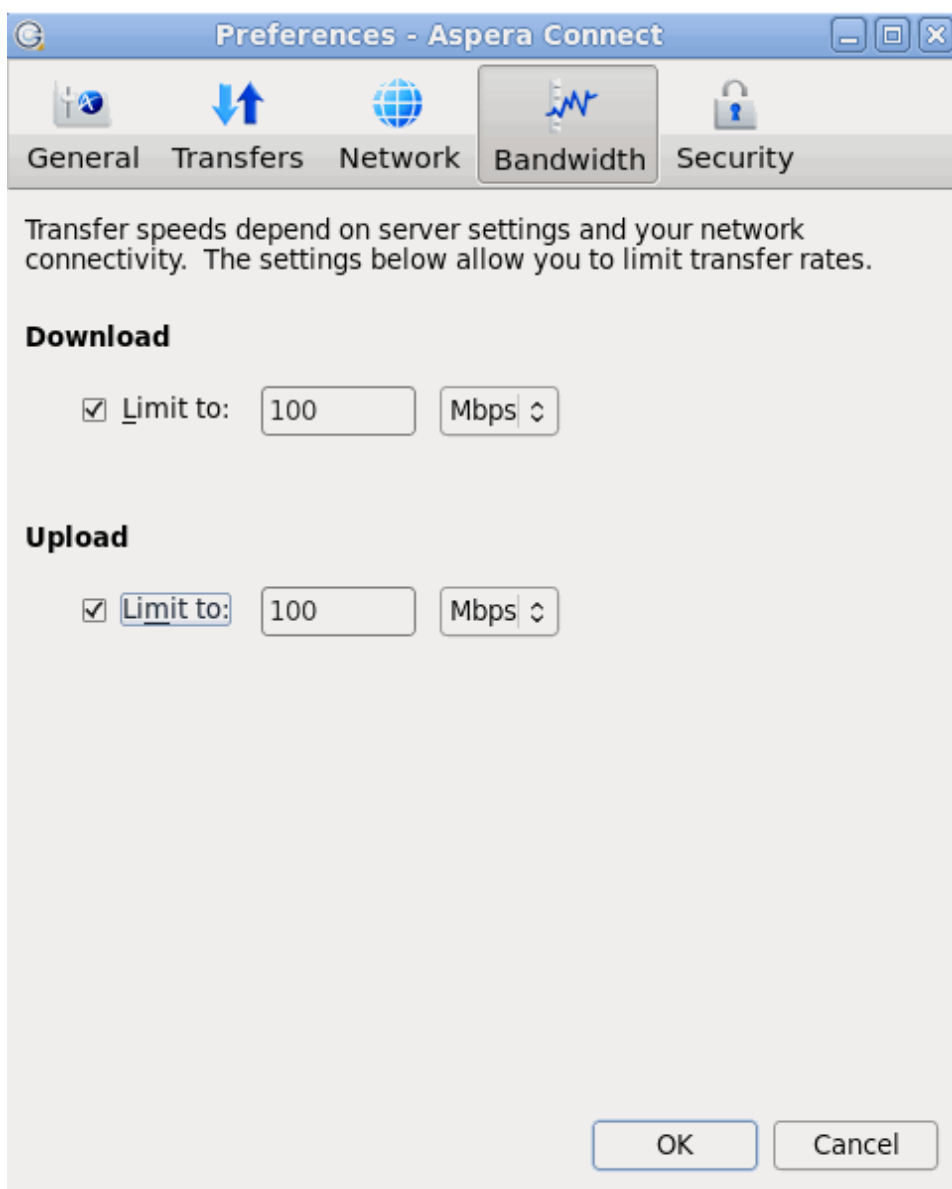 Preferences - Aspera Connect
General Transfers Network Bandwidth Security
Transfer speeds depend on server settings and your network
connectivity.  The settings below allow you to limit transfer rates.
Download
Limit to: 100 Mbps
Upload
Limit to: 100 Mbps
OK Cancel